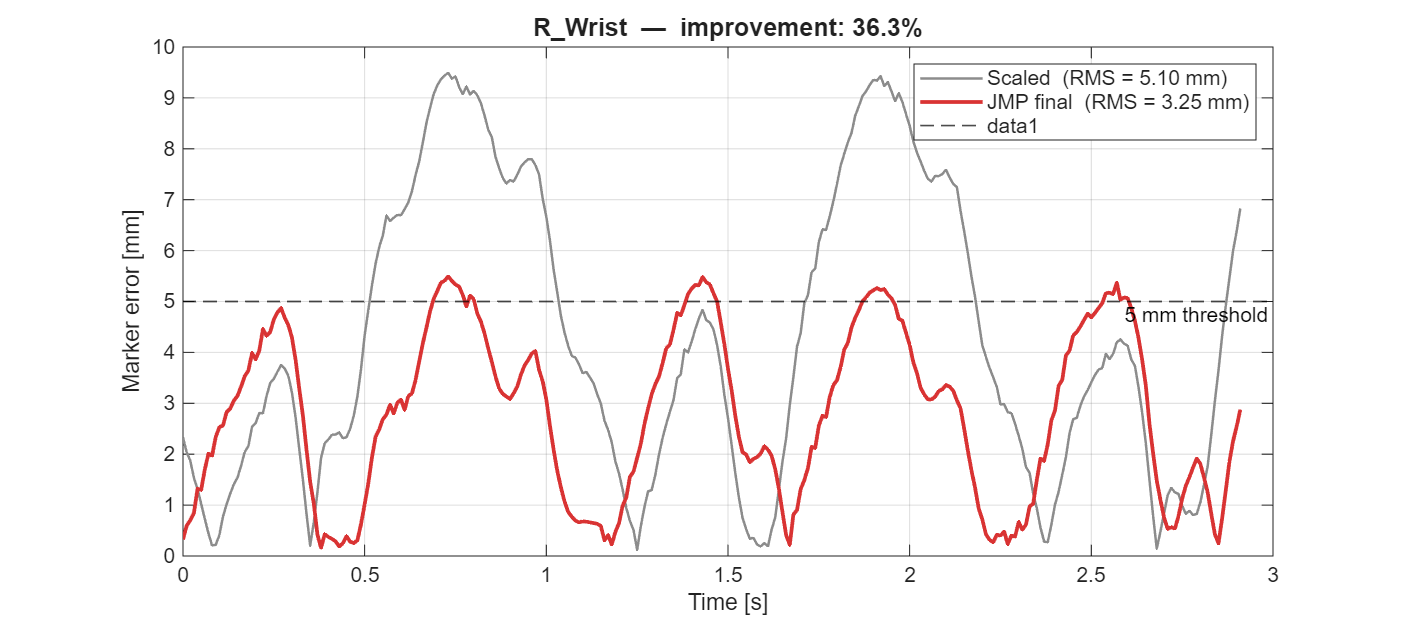 R_Wrist — improvement: 36.3%
Scaled (RMS = 5.10 mm)
JMP final (RMS = 3.25 mm)
data1
5 mm threshold
Marker error [mm]
10
9
8
7
6
5
4
3
2
1
0
0
0.5
1
1.5
2
2.5
3
Time [s]